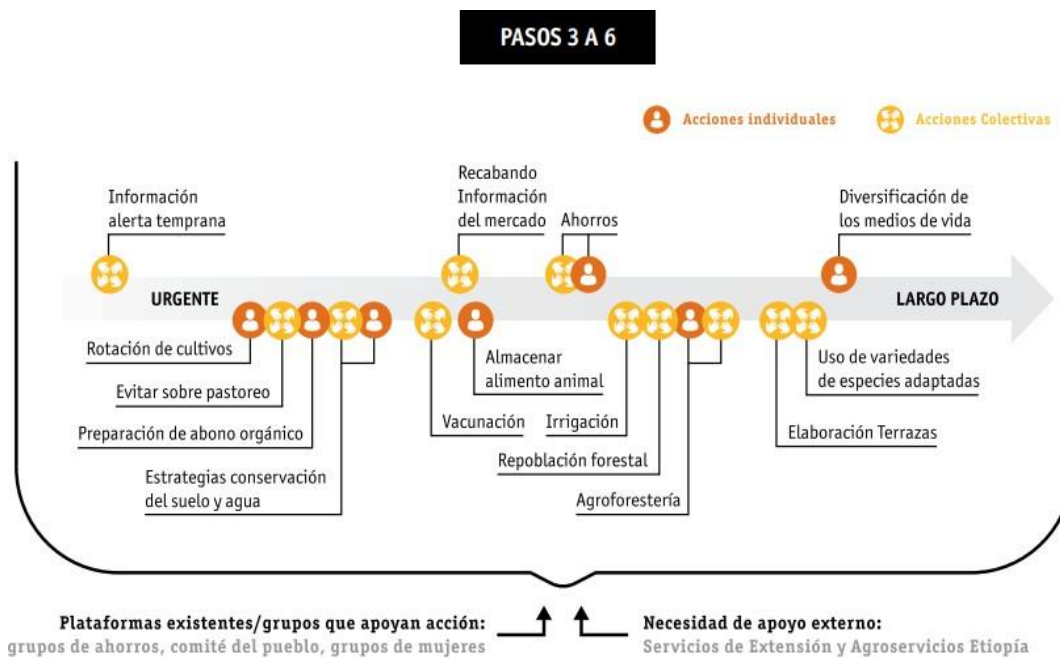 PASOS 3 A 6
Acciones individuales
Acciones Colectivas
Información
alerta temprana
Recabando
Información
del mercado
Ahorros
Diversificación de
los medios de vida
URGENTE
LARGO PLAZO
Rotación de cultivos
Evitar sobre pastoreo
Preparación de abono orgánico
Estrategias conservación
del suelo y agua
Vacunación
Almacenar
alimento animal
Irrigación
Repoblación forestal
Agroforestería
Uso de variedades
de especies adaptadas
Elaboración Terrazas
Plataformas existentes/grupos que apoyan acción:
grupos de ahorros, comité del pueblo, grupos de mujeres
Necesidad de apoyo externo:
Servicios de Extensión y Agroservicios Etiopía